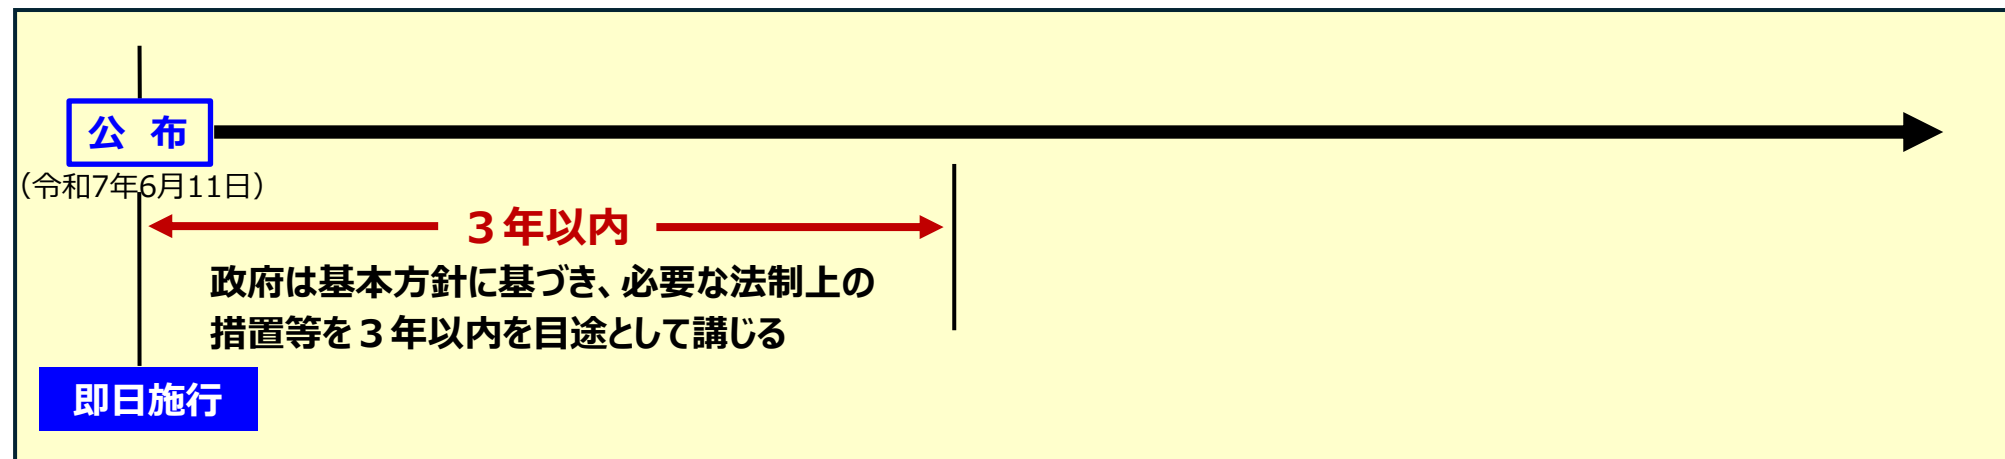 公 布
（令和7年6月11日）
３年以内
政府は基本方針に基づき、必要な法制上の
措置等を３年以内を目途として講じる
即日施行